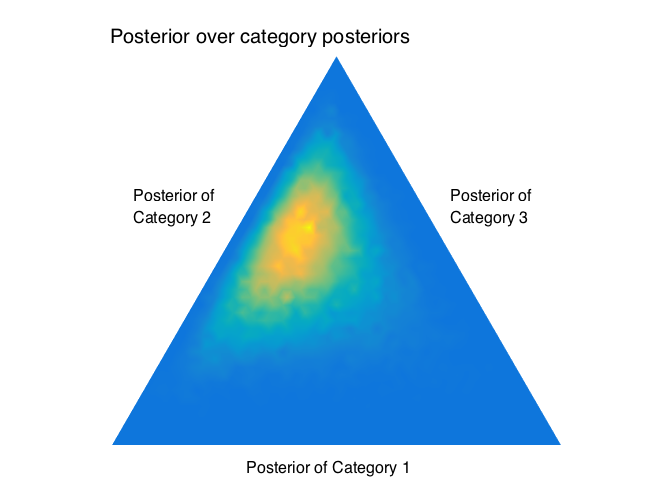 Posterior over category posteriors
Posterior of
Category 2
Posterior of
Category 3
Posterior of Category 1